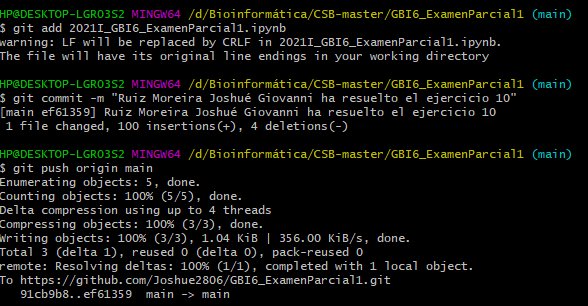 HP@DESKTOP-LGRO3S2 MINGW64 /d/Bioinformática/CSB-master/GBI6_ExamenParcial1 (main)
$ git add 2021I_GBI6_ExamenParcial1.ipynb
warning: LF will be replaced by CRLF in 2021I_GBI6_ExamenParcial1.ipynb.
The file will have its original line endings in your working directory
HP@DESKTOP-LGRO3S2 MINGW64 /d/Bioinformática/CSB-master/GBI6_ExamenParcial1 (main)
$ git commit -m "Ruiz Moreira Joshué Giovanni ha resuelto el ejercicio 10"
[main ef61359] Ruiz Moreira Joshué Giovanni ha resuelto el ejercicio 10
1 file changed, 100 insertions(+), 4 deletions(-)
HP@DESKTOP-LGRO3S2 MINGW64 /d/Bioinformática/CSB-master/GBI6_ExamenParcial1 (main)
$ git push origin main
Enumerating objects: 5, done.
Counting objects: 100% (5/5), done.
Delta compression using up to 4 threads
Compressing objects: 100% (3/3), done.
Writing objects: 100% (3/3), 1.04 KiB | 356.00 KiB/s, done.
Total 3 (delta 1), reused 0 (delta 0), pack-reused 0
remote: Resolving deltas: 100% (1/1), completed with 1 local object.
To https://github.com/Joshue2806/GBI6_ExamenParcial1.git
91cb9b8..ef61359  main -> main